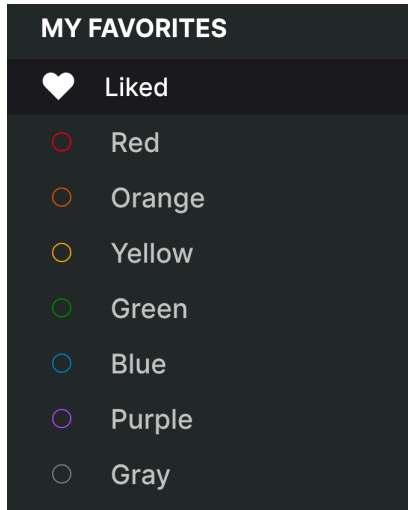 MY FAVORITES
Liked
Red
Orange
Yellow
Green
Blue
Purple
Gray